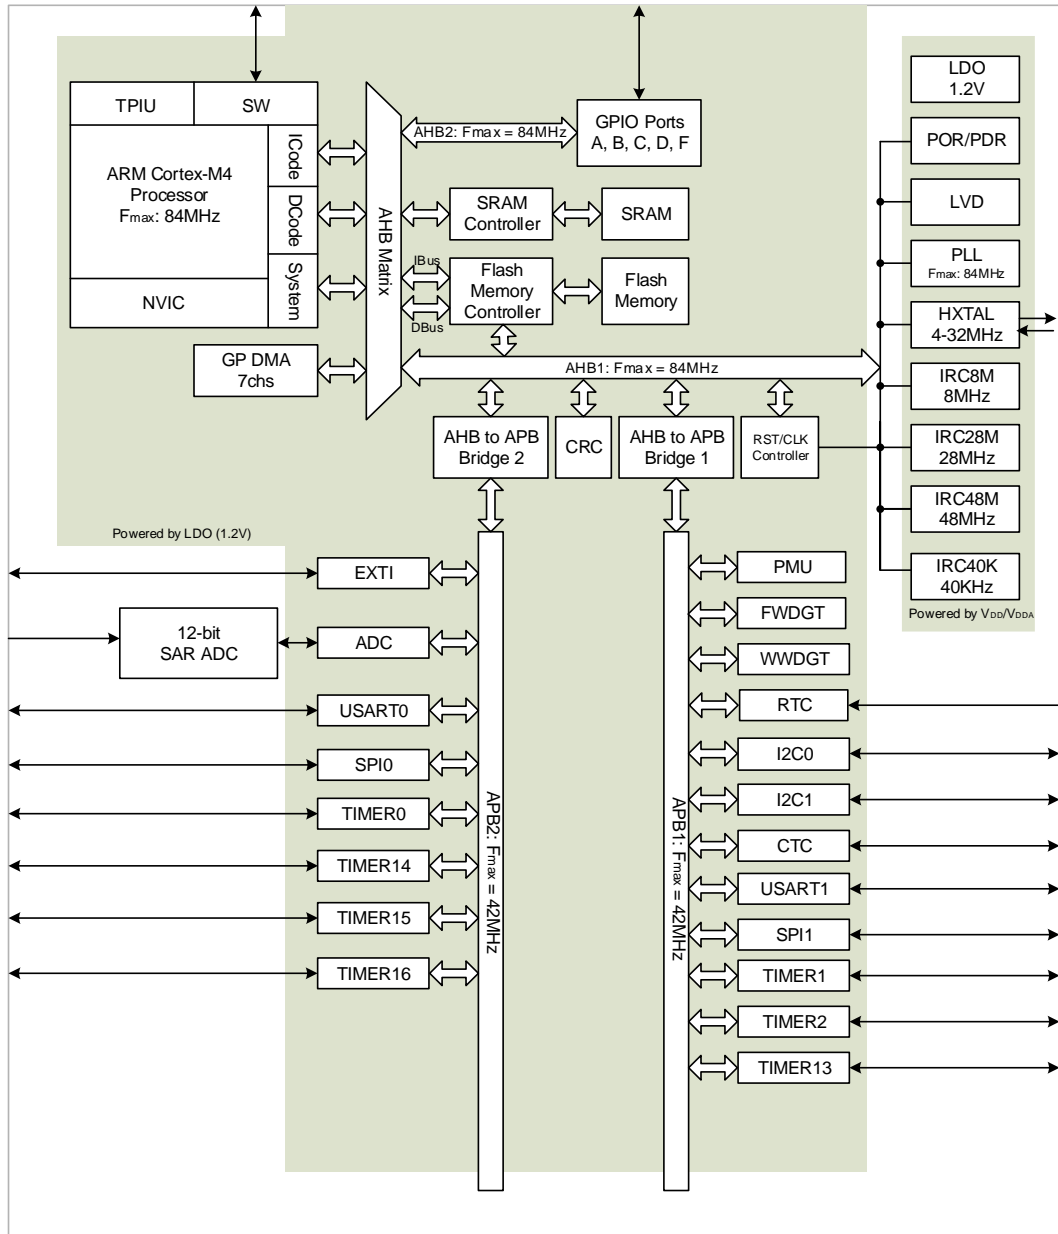 TPIU
SW
ARM Cortex-M4
Processor
Fmax: 84MHz
ICode
DCode
System
NVIC
GP DMA
7chs
AHB Matrix
AHB2: Fmax = 84MHz
GPIO Ports
A, B, C, D, F
SRAM
Controller
SRAM
IBus
DBus
Flash
Memory
Controller
Flash
Memory
AHB1: Fmax = 84MHz
AHB to APB
Bridge 2
CRC
AHB to APB
Bridge 1
RST/CLK
Controller
LDO
1.2V
POR/PDR
LVD
PLL
Fmax: 84MHz
HXTAL
4-32MHz
IRC8M
8MHz
IRC28M
28MHz
IRC48M
48MHz
IRC40K
40KHz
Powered by VDD/VDDA
Powered by LDO (1.2V)
EXTI
12-bit
SAR ADC
ADC
USART0
SPI0
TIMER0
TIMER14
TIMER15
TIMER16
APB2: Fmax = 42MHz
APB1: Fmax = 42MHz
PMU
FWDGT
WWDGT
RTC
I2C0
I2C1
CTC
USART1
SPI1
TIMER1
TIMER2
TIMER13